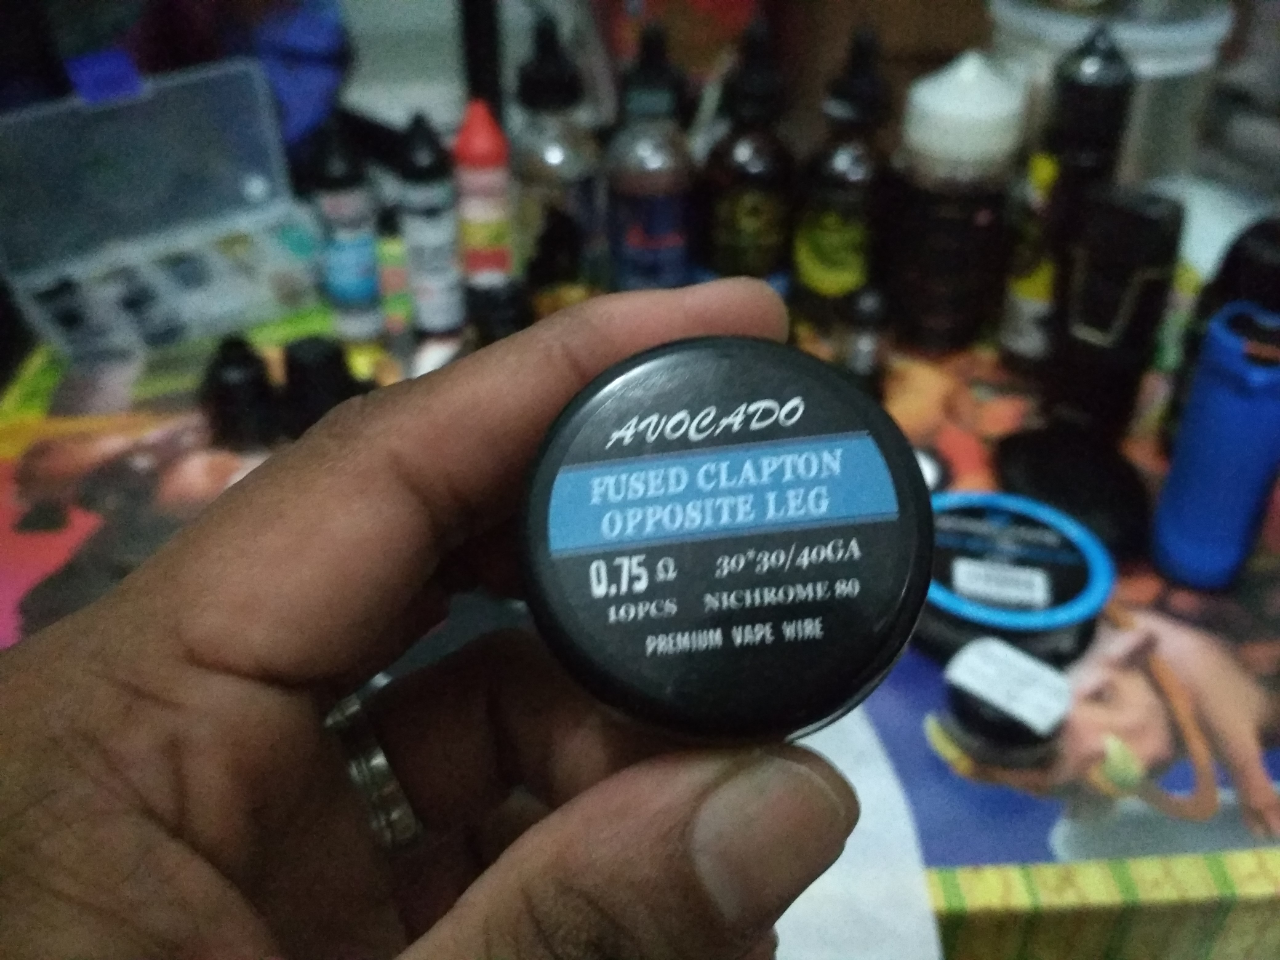 AVOCADO
FUSED CLAPTON
OPPOSITE LEG
0.75 Ω 30*30/40GA
10PCS NICHROME 80
PREMIUM VAPE WIRE